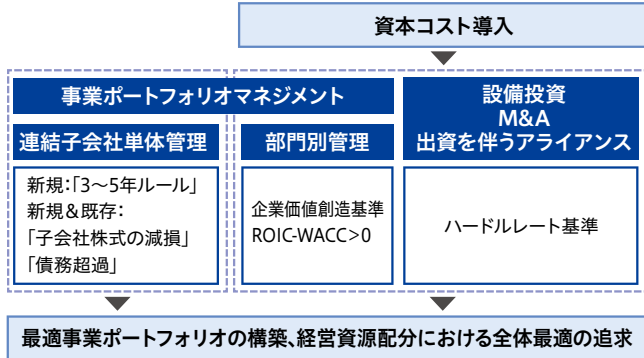 資本コスト導入
事業ポートフォリオマネジメント
連結子会社単体管理
新規:「3〜5年ルール」
新規&既存:
「子会社株式の減損」
「債務超過」
部門別管理
企業価値創造基準
ROIC-WACC>0
設備投資
M&A
出資を伴うアライアンス
ハードルレート基準
最適事業ポートフォリオの構築、経営資源配分における全体最適の追求